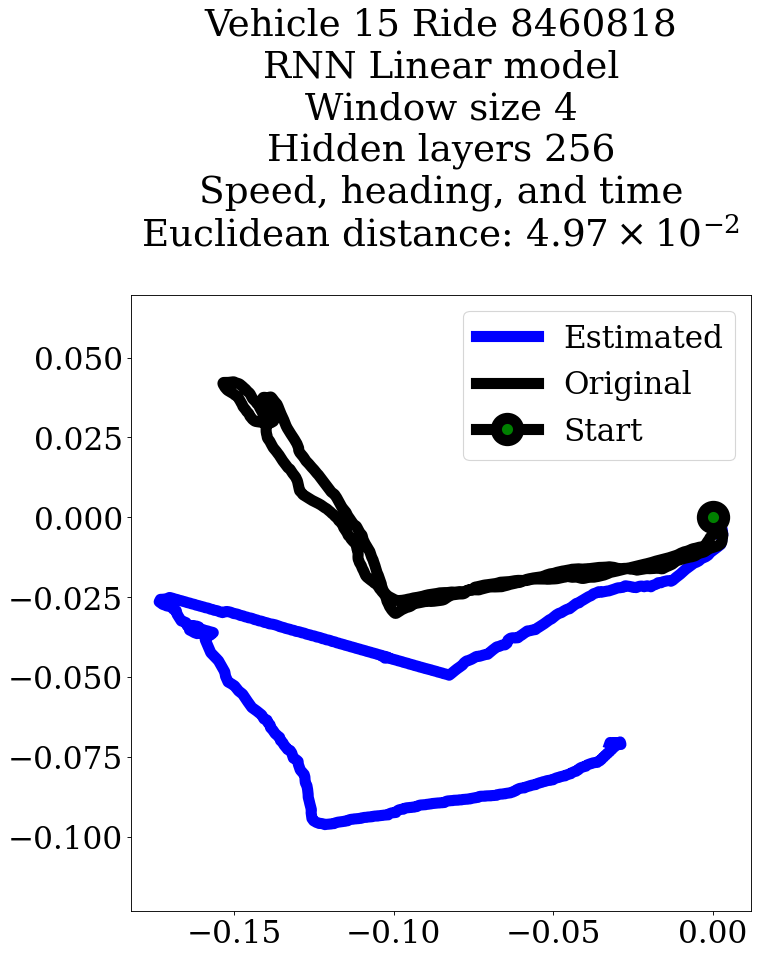 Vehicle 15 Ride 8460818
RNN Linear model
Window size 4
Hidden layers 256
Speed, heading, and time
Euclidean distance: 4.97 × 10⁻²
Estimated
Original
Start
0.050
0.025
0.000
−0.025
−0.050
−0.075
−0.100
−0.15 −0.10 −0.05 0.00